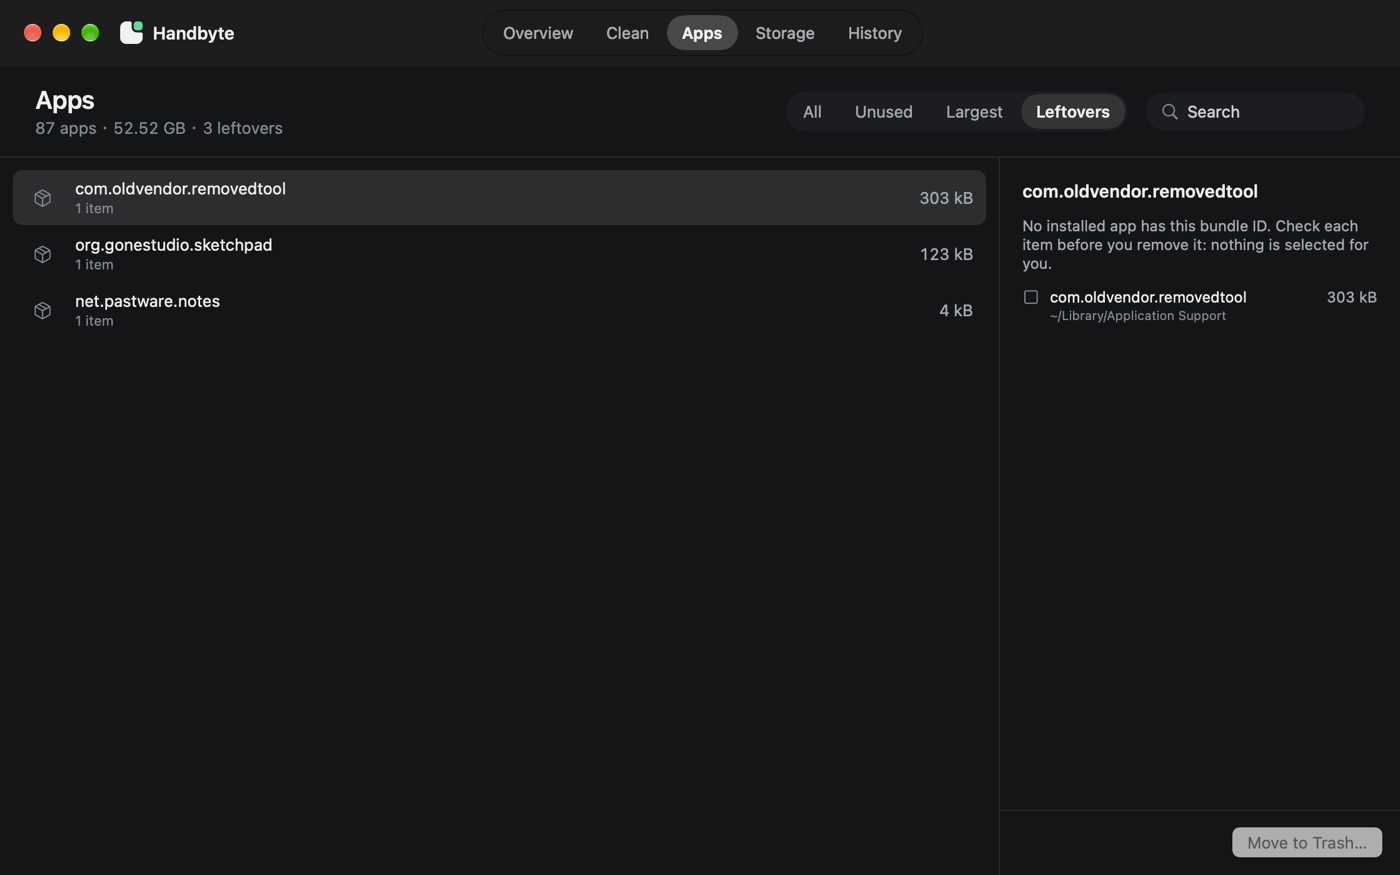 Handbyte
Overview
Clean
Apps
Storage
History
Apps
87 apps · 52.52 GB · 3 leftovers
All
Unused
Largest
Leftovers
Search
com.oldvendor.removedtool
1 item
303 kB
org.gonestudio.sketchpad
1 item
123 kB
net.pastware.notes
1 item
4 kB
com.oldvendor.removedtool
No installed app has this bundle ID. Check each
item before you remove it: nothing is selected for
you.
com.oldvendor.removedtool
303 kB
~/Library/Application Support
Move to Trash...